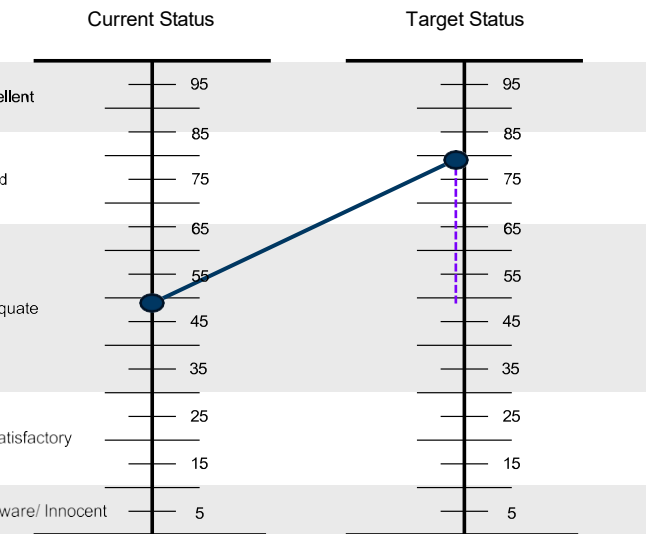 Current Status Target Status
95 95
ellent
85 85
d 75 75
65 65
55 55
quate
45 45
35 35
25 25
atisfactory
15 15
ware/ Innocent 5 5